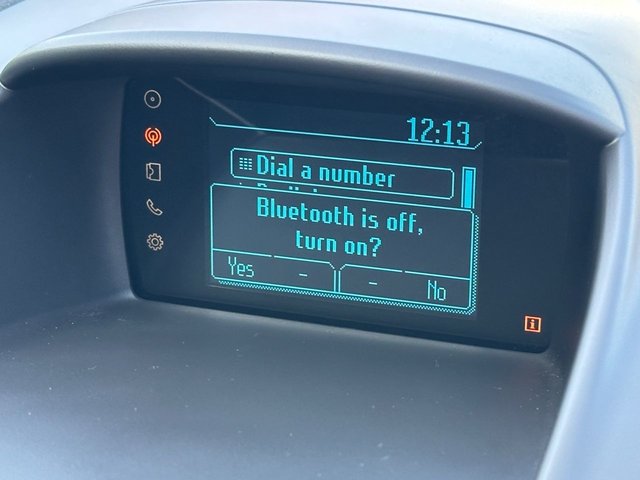 12:13
Dial a number
Bluetooth is off,
turn on?
Yes - - No
i